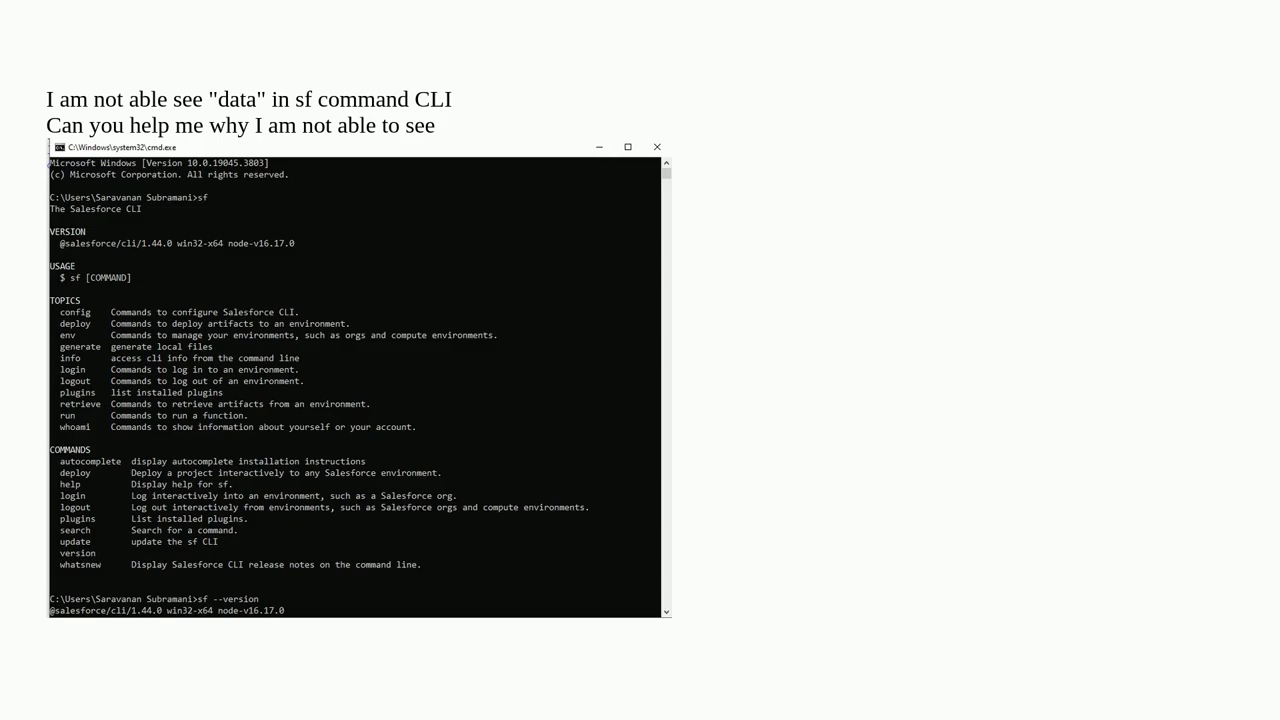 I am not able see "data" in sf command CLI
Can you help me why I am not able to see
C:\Windows\system32\cmd.exe
Microsoft Windows [Version 10.0.19045.3803]
(c) Microsoft Corporation. All rights reserved.
C:\Users\Saravanan Subramani>sf
The Salesforce CLI
VERSION
@salesforce/cli/1.44.0 win32-x64 node-v16.17.0
USAGE
$ sf [COMMAND]
TOPICS
config Commands to configure Salesforce CLI.
deploy Commands to deploy artifacts to an environment.
env Commands to manage your environments, such as orgs and compute environments.
generate generate local files
info access cli info from the command line
login Commands to log in to an environment.
logout Commands to log out of an environment.
plugins list installed plugins
retrieve Commands to retrieve artifacts from an environment.
run Commands to run a function.
whoami Commands to show information about yourself or your account.
COMMANDS
autocomplete display autocomplete installation instructions
deploy Deploy a project interactively to any Salesforce environment.
help Display help for sf.
login Log interactively into an environment, such as a Salesforce org.
logout Log out interactively from environments, such as Salesforce orgs and compute environments.
plugins List installed plugins.
search Search for a command.
update update the sf CLI
version
whatsnew Display Salesforce CLI release notes on the command line.
C:\Users\Saravanan Subramani>sf --version
@salesforce/cli/1.44.0 win32-x64 node-v16.17.0